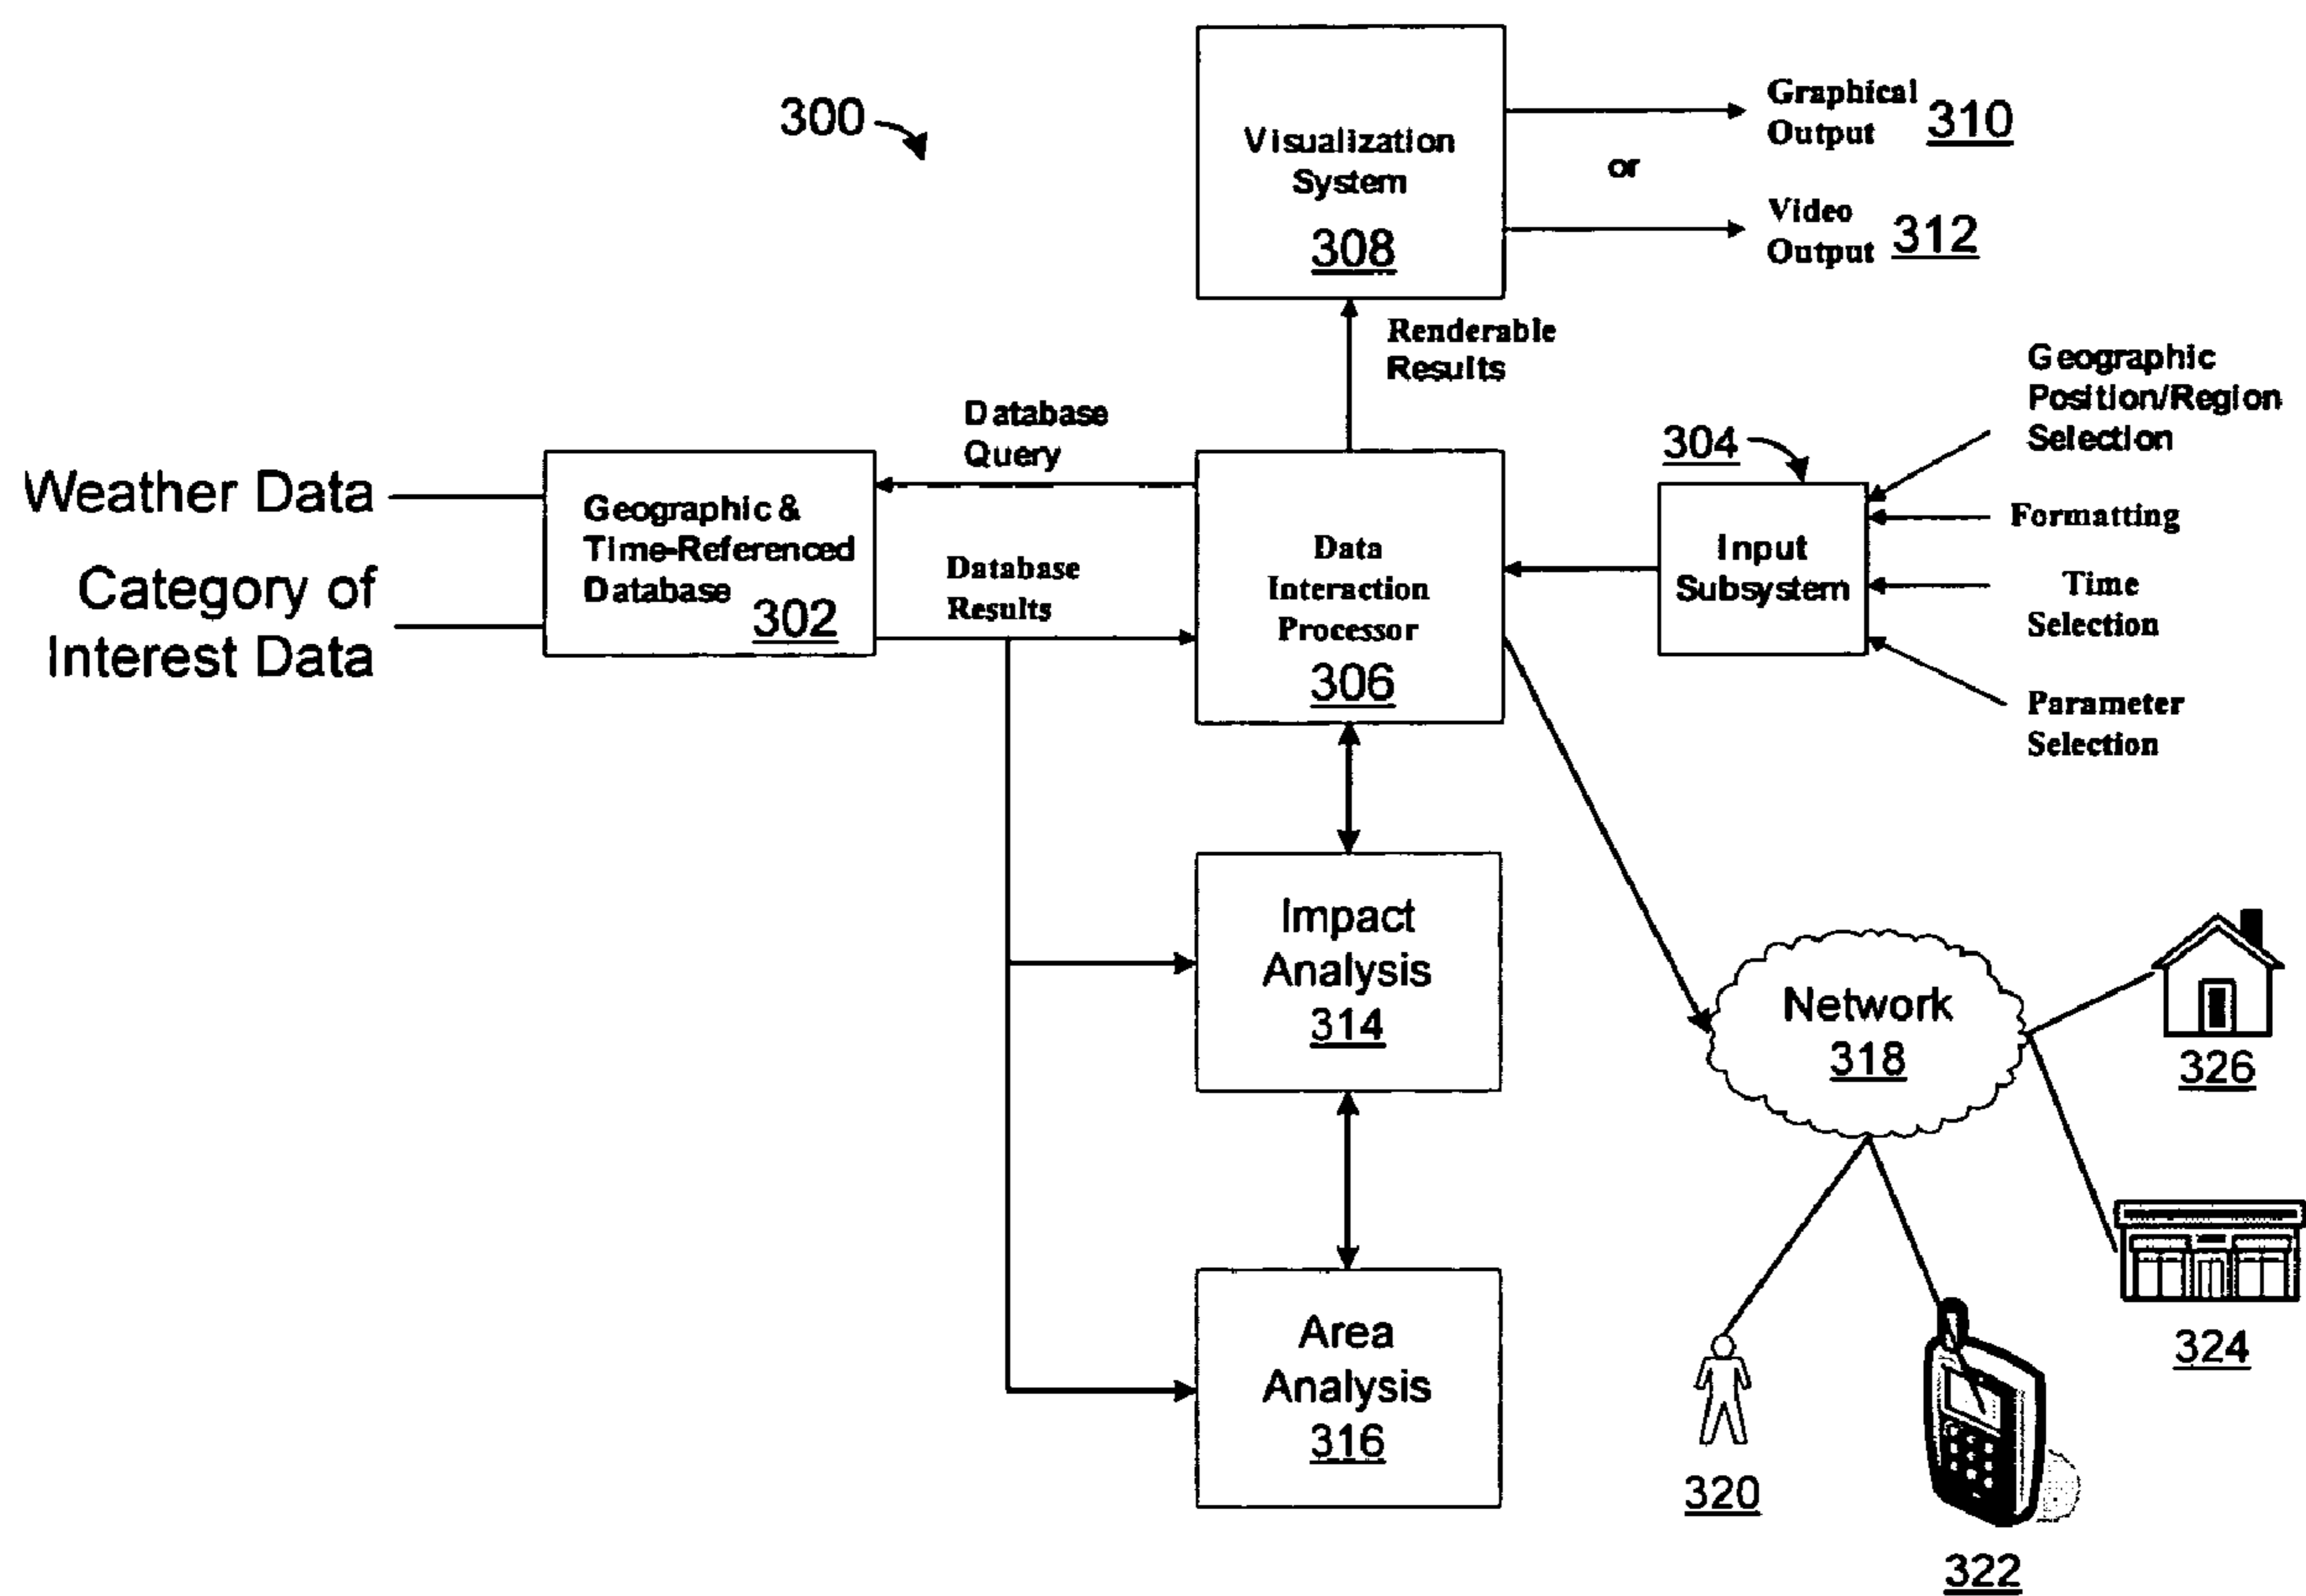 300
Visualization
System
308
Graphical
Output 310
or
Video
Output 312
Renderable
Results
Geographic
Position/Region
Selection
304
Formatting
Time
Selection
Parameter
Selection
Input
Subsystem
Database
Query
Weather Data
Category of
Interest Data
Geographic &
Time-Referenced
Database 302
Database
Results
Data
Interaction
Processor
306
Impact
Analysis
314
Network
318
326
Area
Analysis
316
324
320
322